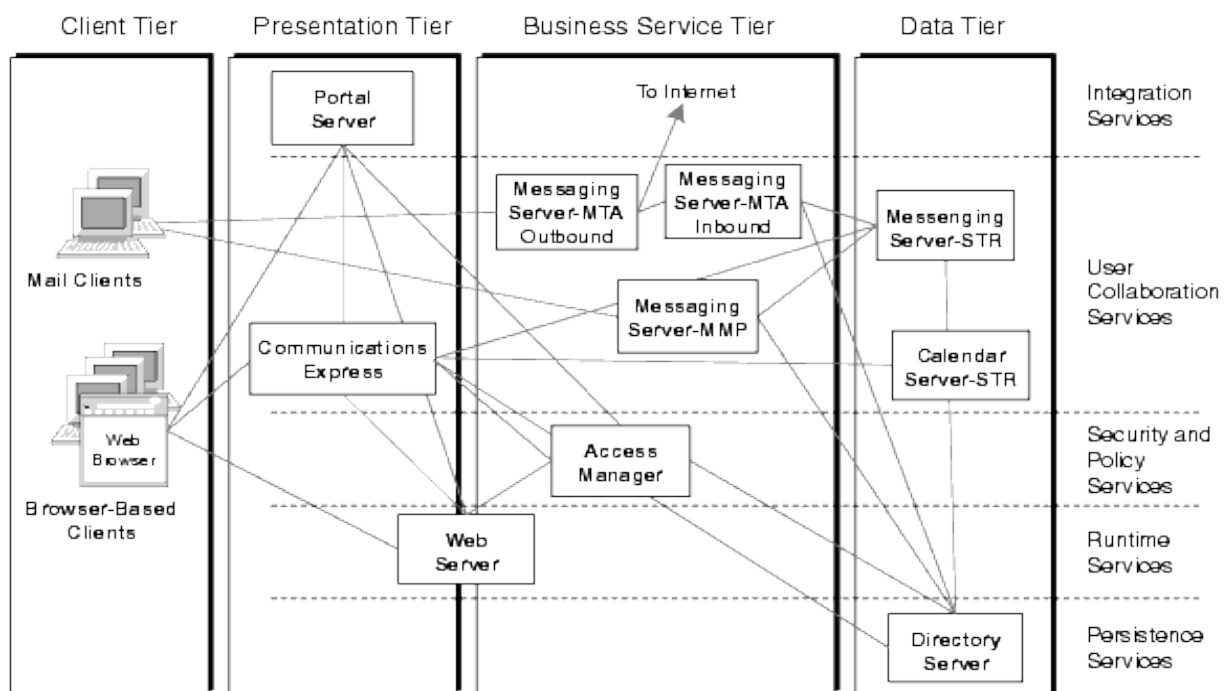 Client Tier
Presentation Tier
Business Service Tier
Data Tier
Portal
Server
To Internet
Integration
Services
Messaging
Server-MTA
Outbound
Messaging
Server-MTA
Inbound
Messenging
Server-STR
Mail Clients
Messaging
Server-MMP
User
Collaboration
Services
Communications
Express
Calendar
Server-STR
Web
Browser
Browser-Based
Clients
Access
Manager
Security and
Policy
Services
Web
Server
Runtime
Services
Directory
Server
Persistence
Services